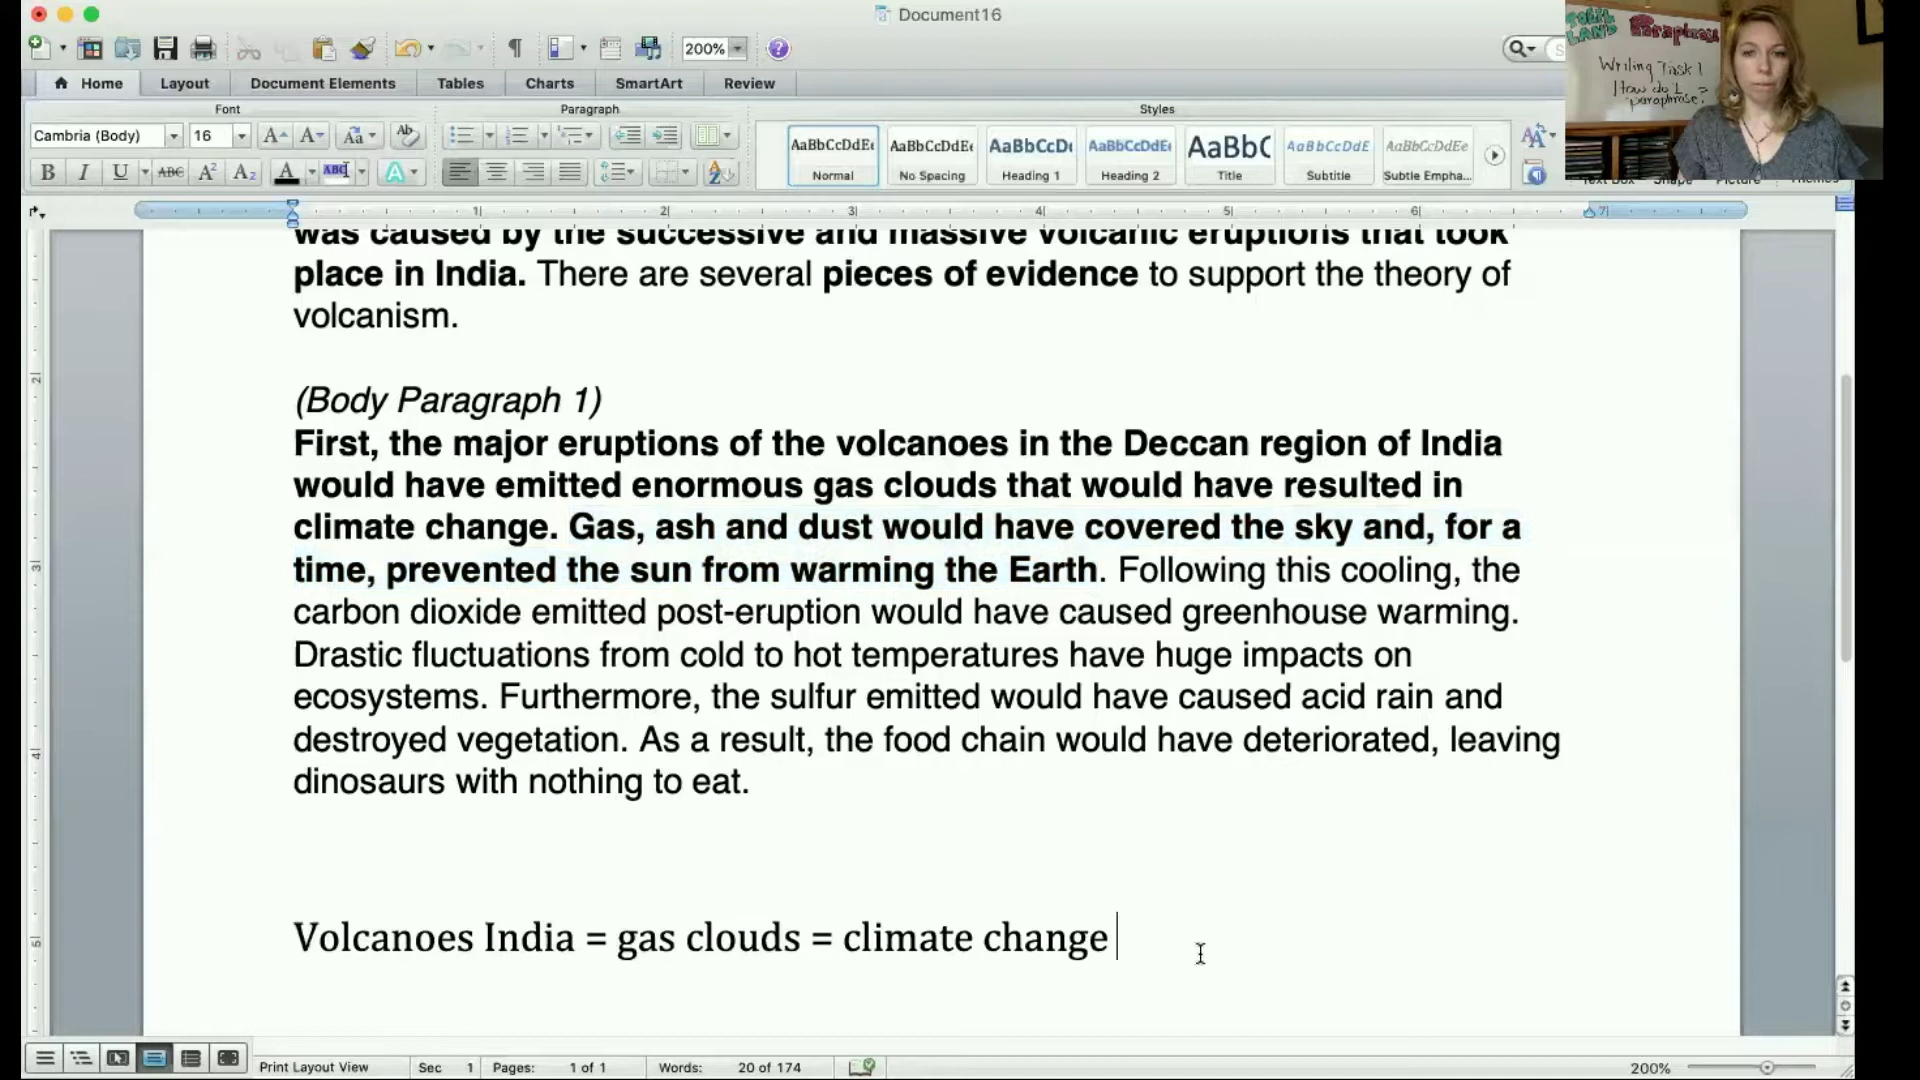 Document16
200%
Home Layout Document Elements Tables Charts SmartArt Review
Font Paragraph Styles
Cambria (Body) 16
AaBbCcDdEe AaBbCcDdEe AaBbCcDc AaBbCcDdEe AaBbC AaBbCcDdE AaBbCcDdEe
Normal No Spacing Heading 1 Heading 2 Title Subtitle Subtle Empha...
Paraphrase
LAND
Writing Task 1
How do I
paraphrase?
was caused by the successive and massive volcanic eruptions that took
place in India. There are several pieces of evidence to support the theory of
volcanism.
(Body Paragraph 1)
First, the major eruptions of the volcanoes in the Deccan region of India
would have emitted enormous gas clouds that would have resulted in
climate change. Gas, ash and dust would have covered the sky and, for a
time, prevented the sun from warming the Earth. Following this cooling, the
carbon dioxide emitted post-eruption would have caused greenhouse warming.
Drastic fluctuations from cold to hot temperatures have huge impacts on
ecosystems. Furthermore, the sulfur emitted would have caused acid rain and
destroyed vegetation. As a result, the food chain would have deteriorated, leaving
dinosaurs with nothing to eat.
Volcanoes India = gas clouds = climate change
Print Layout View Sec 1 Pages: 1 of 1 Words: 20 of 174 200%